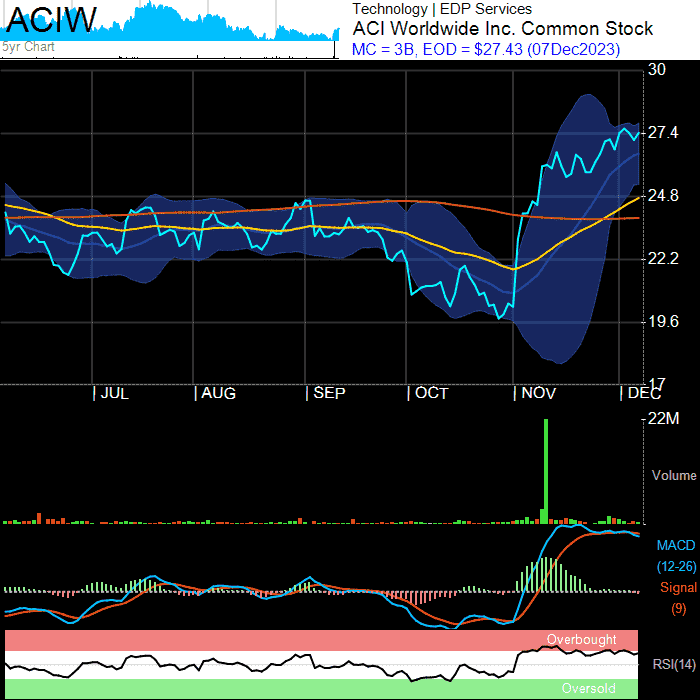 ACIW
5yr Chart
Technology | EDP Services
ACI Worldwide Inc. Common Stock
MC = 3B, EOD = $27.43 (07Dec2023)
30
27.4
24.8
22.2
19.6
17
| JUL | AUG | SEP | OCT | NOV | DEC
22M
Volume
MACD
(12-26)
Signal
(9)
Overbought
RSI(14)
Oversold